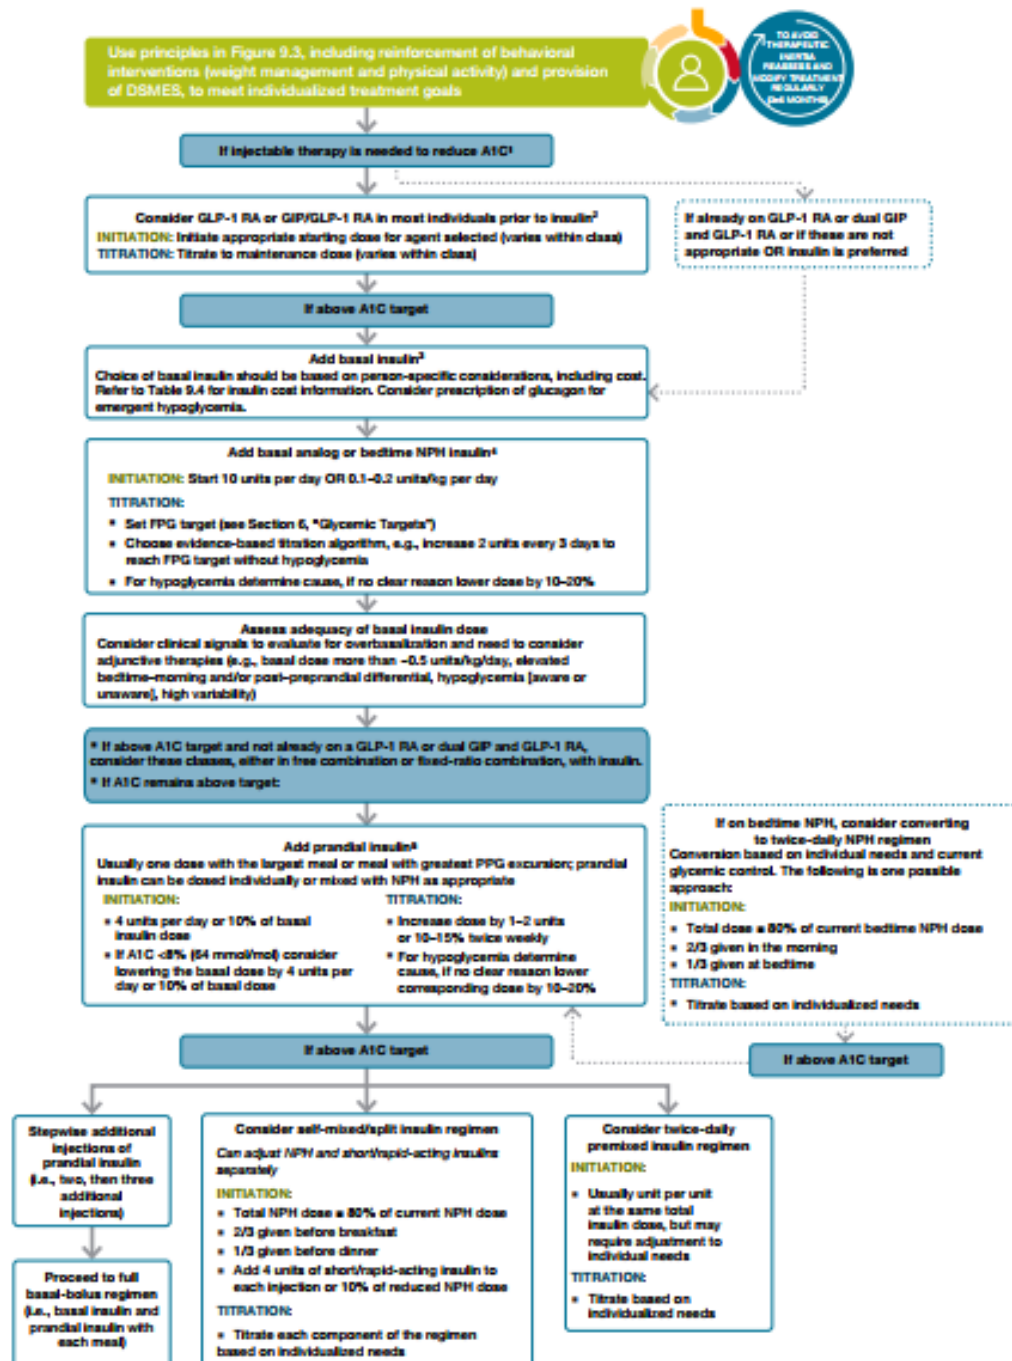 Use principles in Figure 9.3, including reinforcement of behavioral
interventions (weight management and physical activity) and provision
of DSMES, to meet individualized treatment goals
TO AVOID
THERAPEUTIC
INERTIA
REASSESS AND
MODIFY TREATMENT
REGULARLY
(3–6 MONTHS)
If injectable therapy is needed to reduce A1C¹
Consider GLP-1 RA or GIP/GLP-1 RA in most individuals prior to insulin²
INITIATION: Initiate appropriate starting dose for agent selected (varies within class)
TITRATION: Titrate to maintenance dose (varies within class)
If already on GLP-1 RA or dual GIP
and GLP-1 RA or if these are not
appropriate OR insulin is preferred
If above A1C target
Add basal insulin³
Choice of basal insulin should be based on person-specific considerations, including cost.
Refer to Table 9.4 for insulin cost information. Consider prescription of glucagon for
emergent hypoglycemia.
Add basal analog or bedtime NPH insulin⁴
INITIATION: Start 10 units per day OR 0.1–0.2 units/kg per day
TITRATION:
• Set FPG target (see Section 6, "Glycemic Targets")
• Choose evidence-based titration algorithm, e.g., increase 2 units every 3 days to
reach FPG target without hypoglycemia
• For hypoglycemia determine cause, if no clear reason lower dose by 10–20%
Assess adequacy of basal insulin dose
Consider clinical signals to evaluate for overbasalization and need to consider
adjunctive therapies (e.g., basal dose more than ~0.5 units/kg/day, elevated
bedtime–morning and/or post–preprandial differential, hypoglycemia [aware or
unaware], high variability)
• If above A1C target and not already on a GLP-1 RA or dual GIP and GLP-1 RA,
consider these classes, either in free combination or fixed-ratio combination, with insulin.
• If A1C remains above target:
Add prandial insulin⁵
Usually one dose with the largest meal or meal with greatest PPG excursion; prandial
insulin can be dosed individually or mixed with NPH as appropriate
INITIATION:
• 4 units per day or 10% of basal
insulin dose
• If A1C <8% (64 mmol/mol) consider
lowering the basal dose by 4 units per
day or 10% of basal dose
TITRATION:
• Increase dose by 1–2 units
or 10–15% twice weekly
• For hypoglycemia determine
cause, if no clear reason lower
corresponding dose by 10–20%
If on bedtime NPH, consider converting
to twice-daily NPH regimen
Conversion based on individual needs and current
glycemic control. The following is one possible
approach:
INITIATION:
• Total dose = 80% of current bedtime NPH dose
• 2/3 given in the morning
• 1/3 given at bedtime
TITRATION:
• Titrate based on individualized needs
If above A1C target
If above A1C target
Stepwise additional
injections of
prandial insulin
(i.e., two, then three
additional
injections)
Proceed to full
basal-bolus regimen
(i.e., basal insulin and
prandial insulin with
each meal)
Consider self-mixed/split insulin regimen
Can adjust NPH and short/rapid-acting insulins
separately
INITIATION:
• Total NPH dose = 80% of current NPH dose
• 2/3 given before breakfast
• 1/3 given before dinner
• Add 4 units of short/rapid-acting insulin to
each injection or 10% of reduced NPH dose
TITRATION:
• Titrate each component of the regimen
based on individualized needs
Consider twice-daily
premixed insulin regimen
INITIATION:
• Usually unit per unit
at the same total
insulin dose, but may
require adjustment to
individual needs
TITRATION:
• Titrate based on
individualized needs